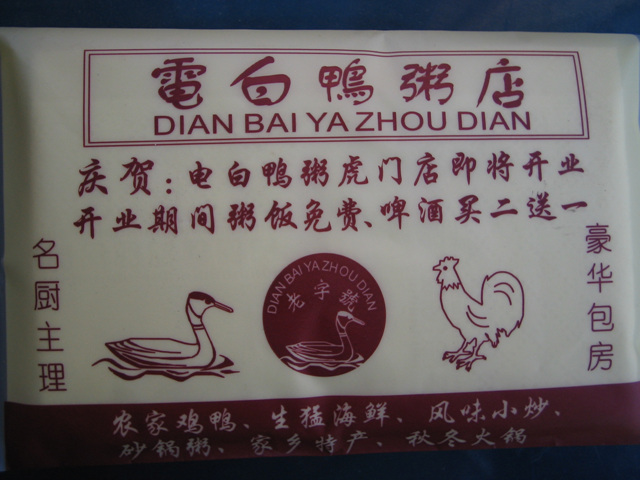 電白鴨粥店
DIAN BAI YA ZHOU DIAN
庆贺：电白鸭粥虎门店即将开业
开业期间粥饭免费、啤酒买二送一
名厨主理
DIAN BAI YA ZHOU DIAN
老字號
豪华包房
农家鸡鸭、生猛海鲜、风味小炒、
砂锅粥、家乡特产、秋冬火锅